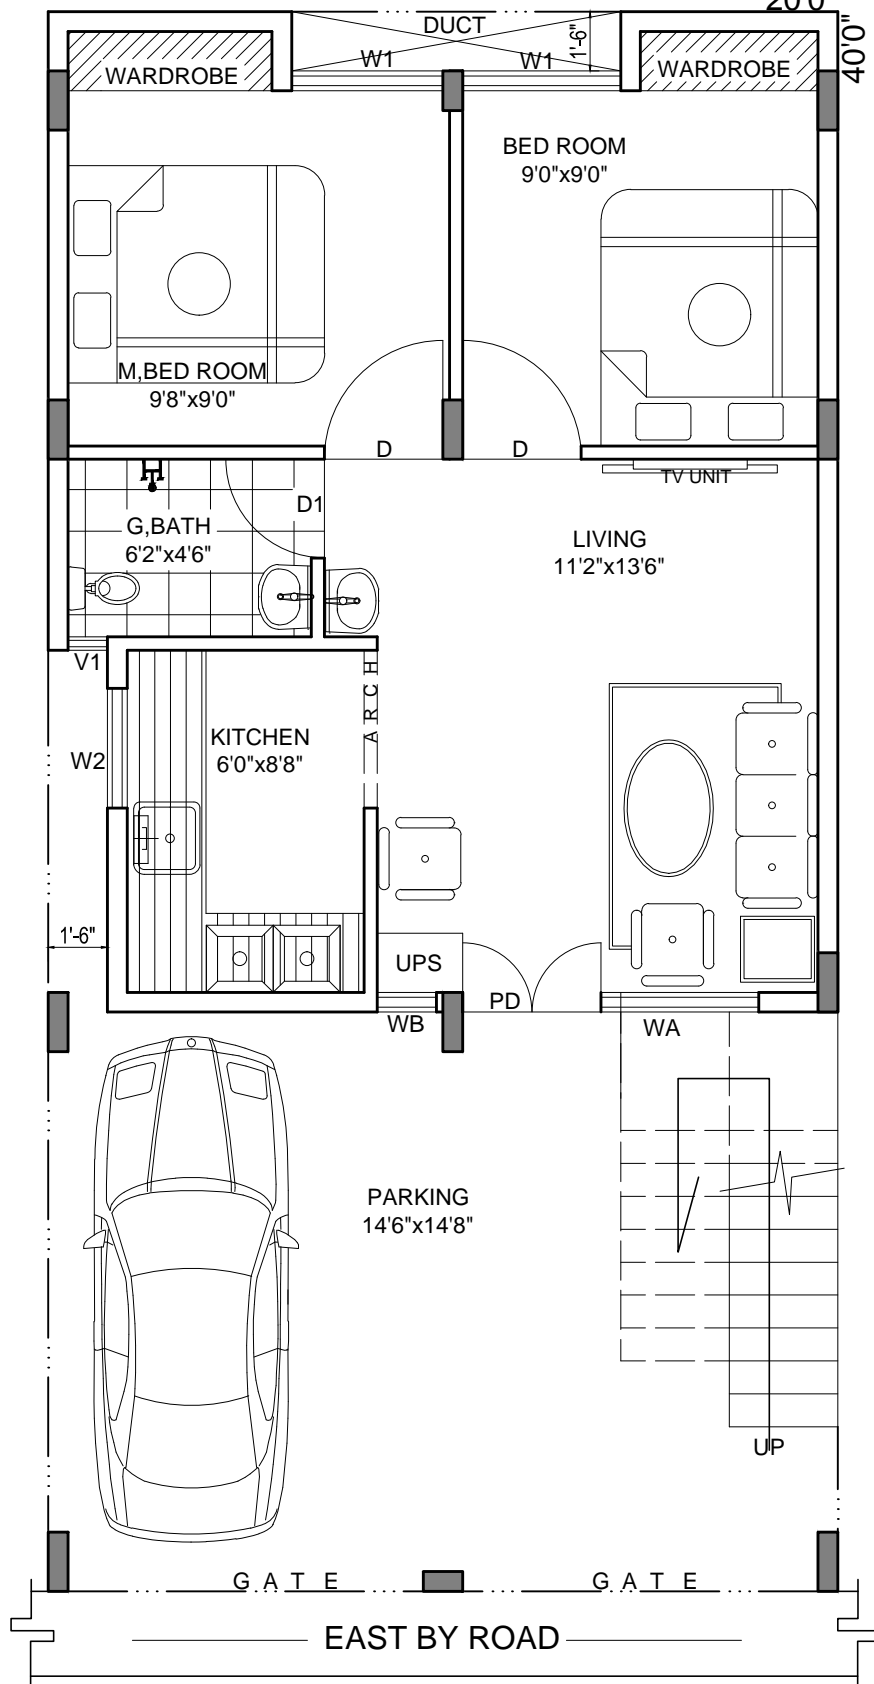 20'0
40'0"
DUCT
1'-6"
W1
W1
WARDROBE
WARDROBE
BED ROOM
9'0"x9'0"
M,BED ROOM
9'8"x9'0"
D
D
TV UNIT
D1
G,BATH
6'2"x4'6"
LIVING
11'2"x13'6"
V1
ARCH
KITCHEN
6'0"x8'8"
W2
1'-6"
UPS
PD
WB
WA
PARKING
14'6"x14'8"
UP
GATE
GATE
EAST BY ROAD